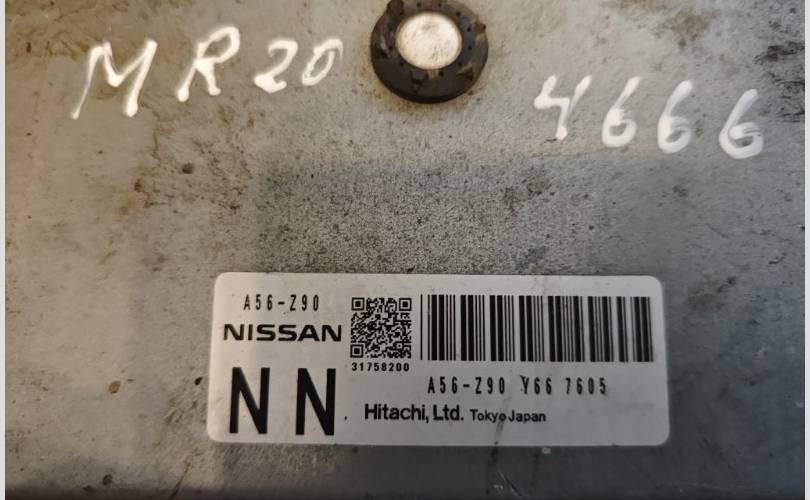 MR20
4666
A56-Z90
NISSAN
31758200
NN
A56-Z90 Y66 7605
Hitachi, Ltd. Tokyo Japan